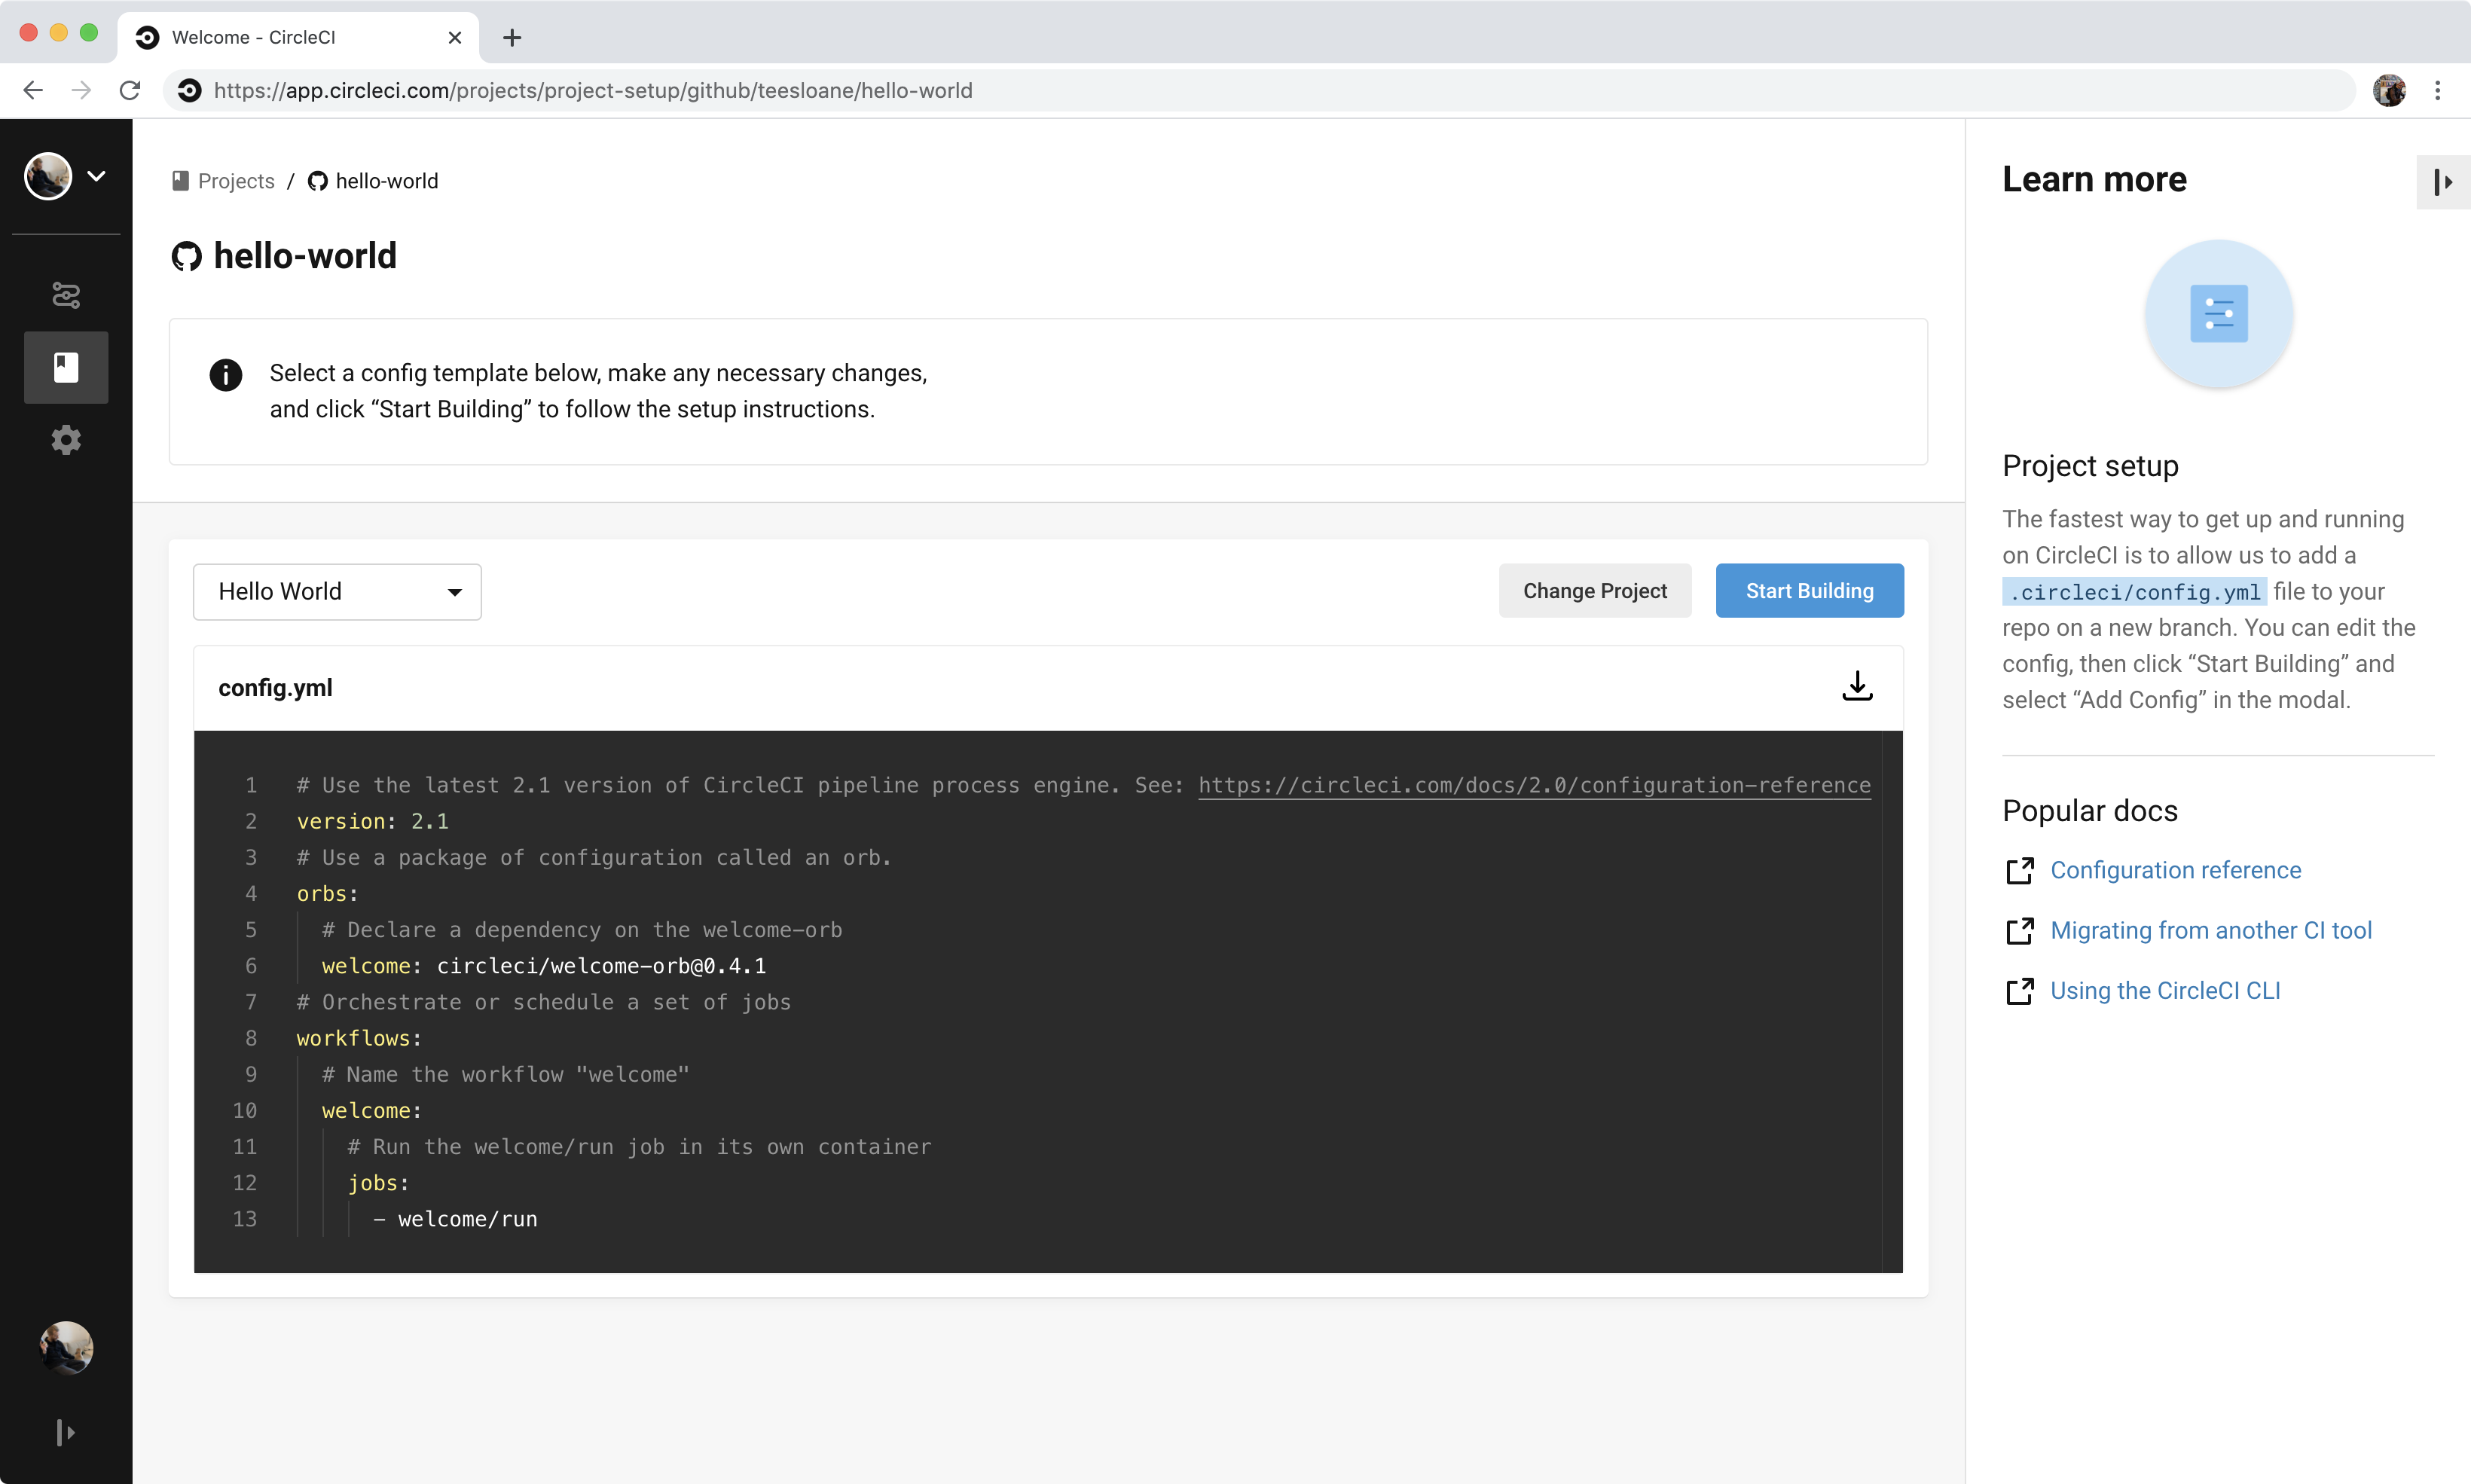 Welcome - CircleCI
https://app.circleci.com/projects/project-setup/github/teesloane/hello-world
Projects / hello-world
hello-world
Select a config template below, make any necessary changes,
and click “Start Building” to follow the setup instructions.
Hello World
Change Project
Start Building
config.yml
1 # Use the latest 2.1 version of CircleCI pipeline process engine. See: https://circleci.com/docs/2.0/configuration-reference
2 version: 2.1
3 # Use a package of configuration called an orb.
4 orbs:
5 # Declare a dependency on the welcome-orb
6 welcome: circleci/welcome-orb@0.4.1
7 # Orchestrate or schedule a set of jobs
8 workflows:
9 # Name the workflow "welcome"
10 welcome:
11 # Run the welcome/run job in its own container
12 jobs:
13 - welcome/run
Learn more
Project setup
The fastest way to get up and running
on CircleCI is to allow us to add a
.circleci/config.yml file to your
repo on a new branch. You can edit the
config, then click “Start Building” and
select “Add Config” in the modal.
Popular docs
Configuration reference
Migrating from another CI tool
Using the CircleCI CLI